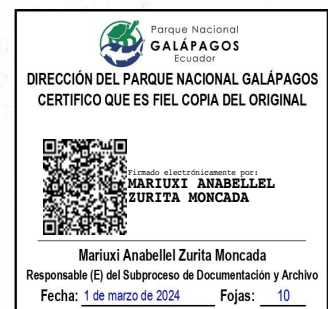 Parque Nacional
GALÁPAGOS
Ecuador
DIRECCIÓN DEL PARQUE NACIONAL GALÁPAGOS
CERTIFICO QUE ES FIEL COPIA DEL ORIGINAL
Firmado electrónicamente por:
MARIUXI ANABELLEL
ZURITA MONCADA
Mariuxi Anabellel Zurita Moncada
Responsable (E) del Subproceso de Documentación y Archivo
Fecha: 1 de marzo de 2024 Fojas: 10